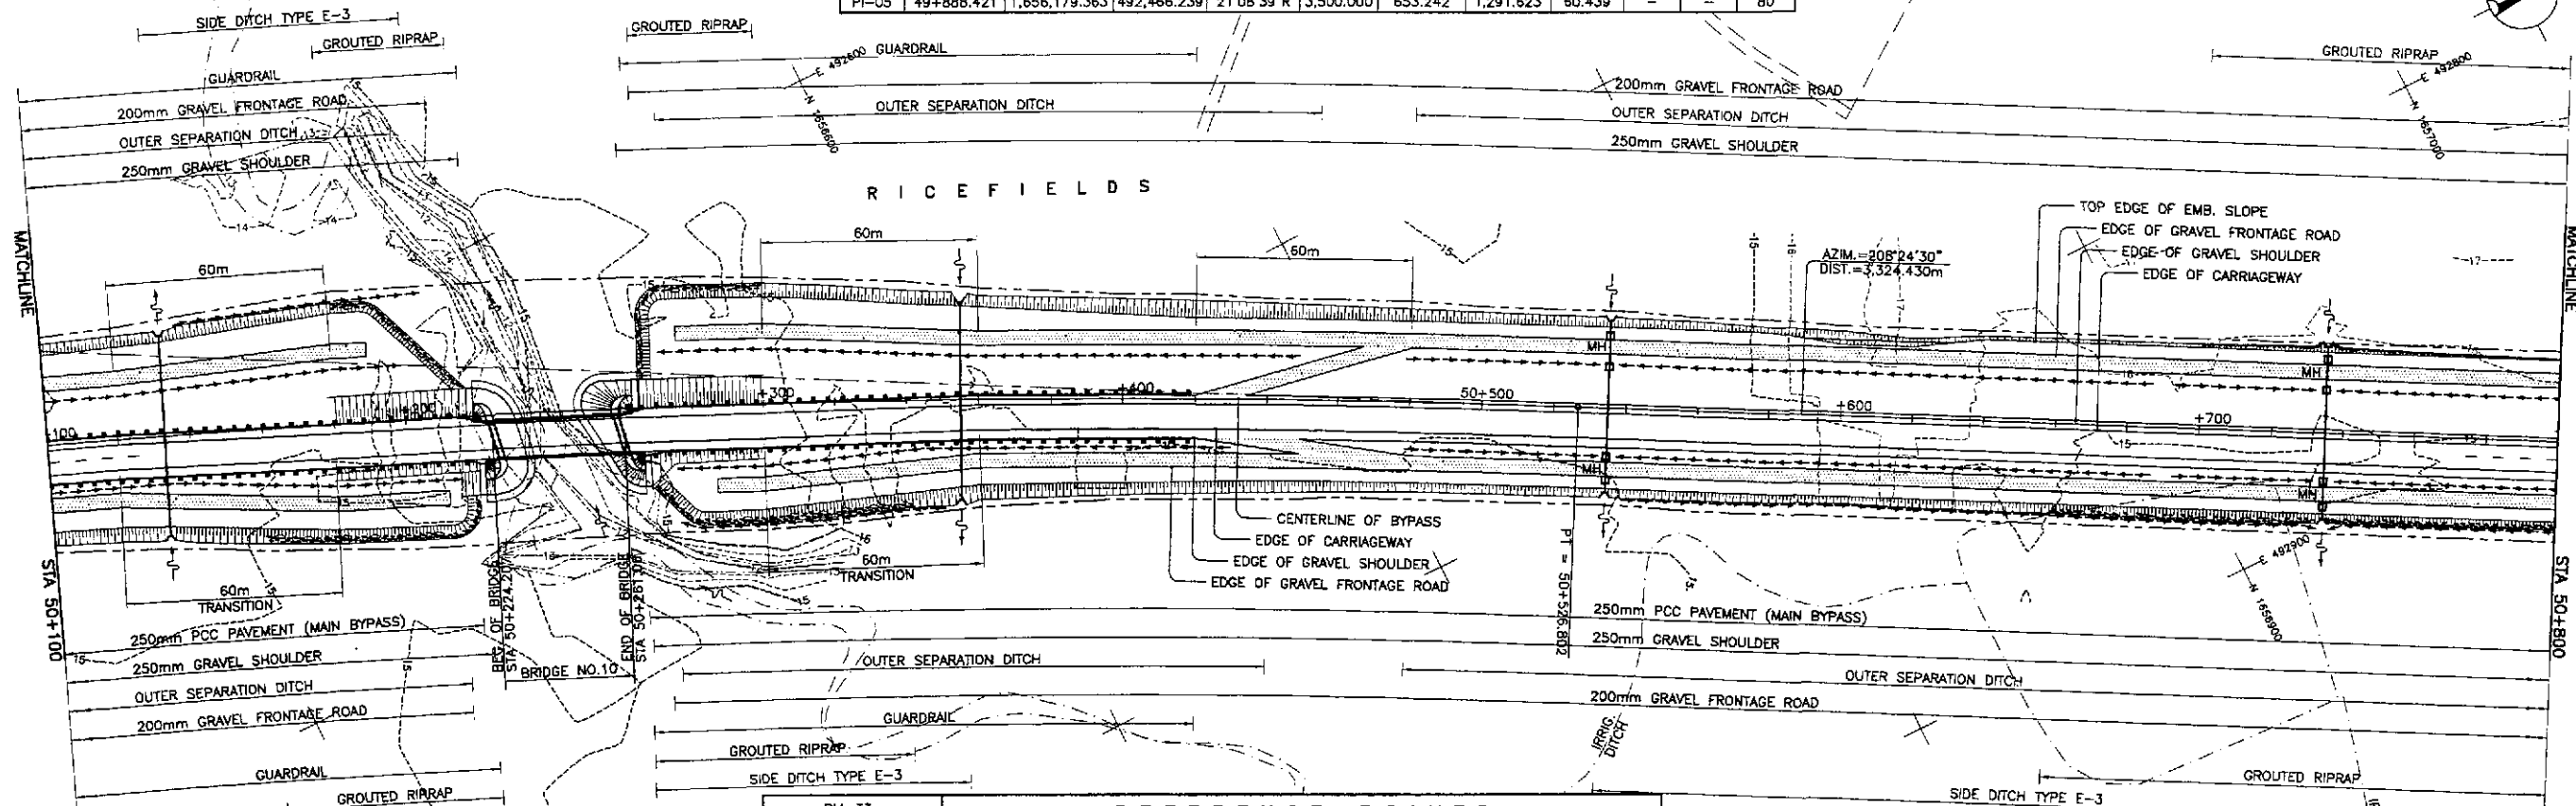 PI-05 49+888.421 1,656,179.363 492,466.239 21°08'39"R 3,500.000 653.242 1,291.623 60.439 - - 80
SIDE DITCH TYPE E-3
GROUTED RIPRAP
GUARDRAIL
200mm GRAVEL FRONTAGE ROAD
OUTER SEPARATION DITCH
250mm GRAVEL SHOULDER
GROUTED RIPRAP
GUARDRAIL
E 492600
N 1656600
OUTER SEPARATION DITCH
200mm GRAVEL FRONTAGE ROAD
OUTER SEPARATION DITCH
250mm GRAVEL SHOULDER
GROUTED RIPRAP
E 492800
N 1657000
RICEFIELDS
MATCHLINE
60m
60m
60m
AZIM.=208°24'30"
DIST.=3,324.430m
TOP EDGE OF EMB. SLOPE
EDGE OF GRAVEL FRONTAGE ROAD
EDGE OF GRAVEL SHOULDER
EDGE OF CARRIAGEWAY
MATCHLINE
-100
+200
+300
+400
50+500
+600
+700
MH
MH
MH
MH
CENTERLINE OF BYPASS
EDGE OF CARRIAGEWAY
EDGE OF GRAVEL SHOULDER
EDGE OF GRAVEL FRONTAGE ROAD
STA 50+100
60m
TRANSITION
60m
TRANSITION
BEG. OF BRIDGE
END OF BRIDGE
BRIDGE NO.10
PT = 50+526.802
E 492900
N 1656900
STA 50+800
250mm PCC PAVEMENT (MAIN BYPASS)
250mm GRAVEL SHOULDER
OUTER SEPARATION DITCH
200mm GRAVEL FRONTAGE ROAD
GUARDRAIL
GROUTED RIPRAP
250mm PCC PAVEMENT (MAIN BYPASS)
250mm GRAVEL SHOULDER
OUTER SEPARATION DITCH
OUTER SEPARATION DITCH
200mm GRAVEL FRONTAGE ROAD
GUARDRAIL
GROUTED RIPRAP
SIDE DITCH TYPE E-3
IRRIG. DITCH
GROUTED RIPRAP
SIDE DITCH TYPE E-3